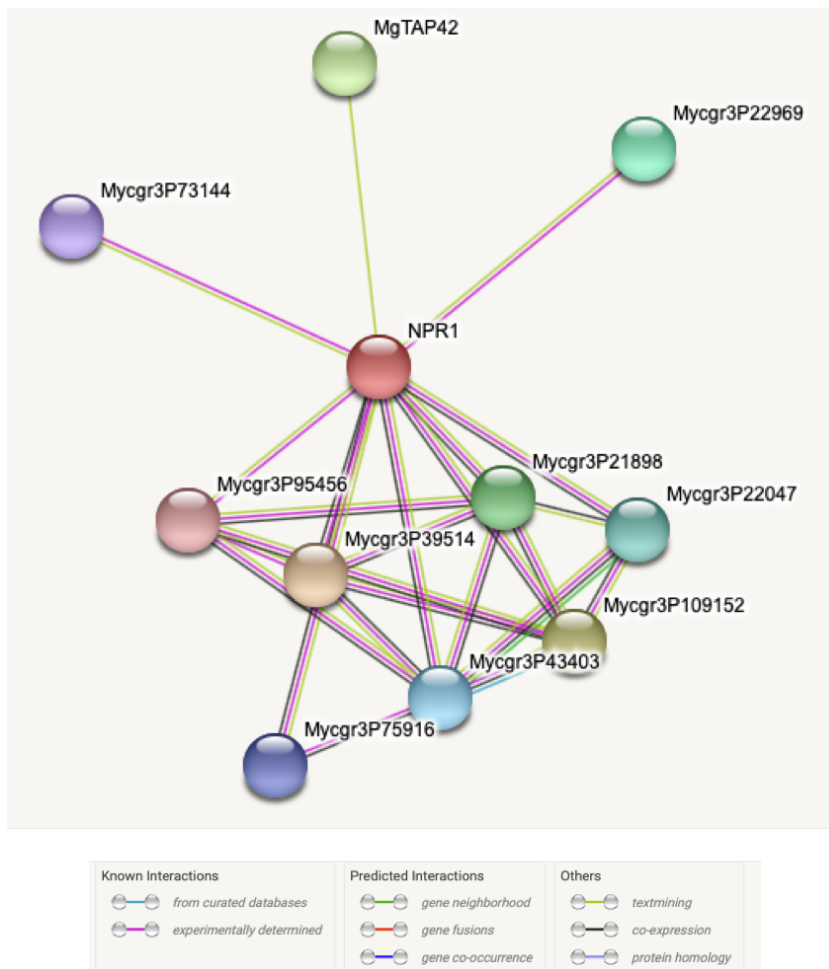 MgTAP42
Mycgr3P22969
Mycgr3P73144
NPR1
Mycgr3P21898
Mycgr3P95456
Mycgr3P22047
Mycgr3P39514
Mycgr3P109152
Mycgr3P43403
Mycgr3P75916
Known Interactions
from curated databases
experimentally determined
Predicted Interactions
gene neighborhood
gene fusions
gene co-occurrence
Others
textmining
co-expression
protein homology